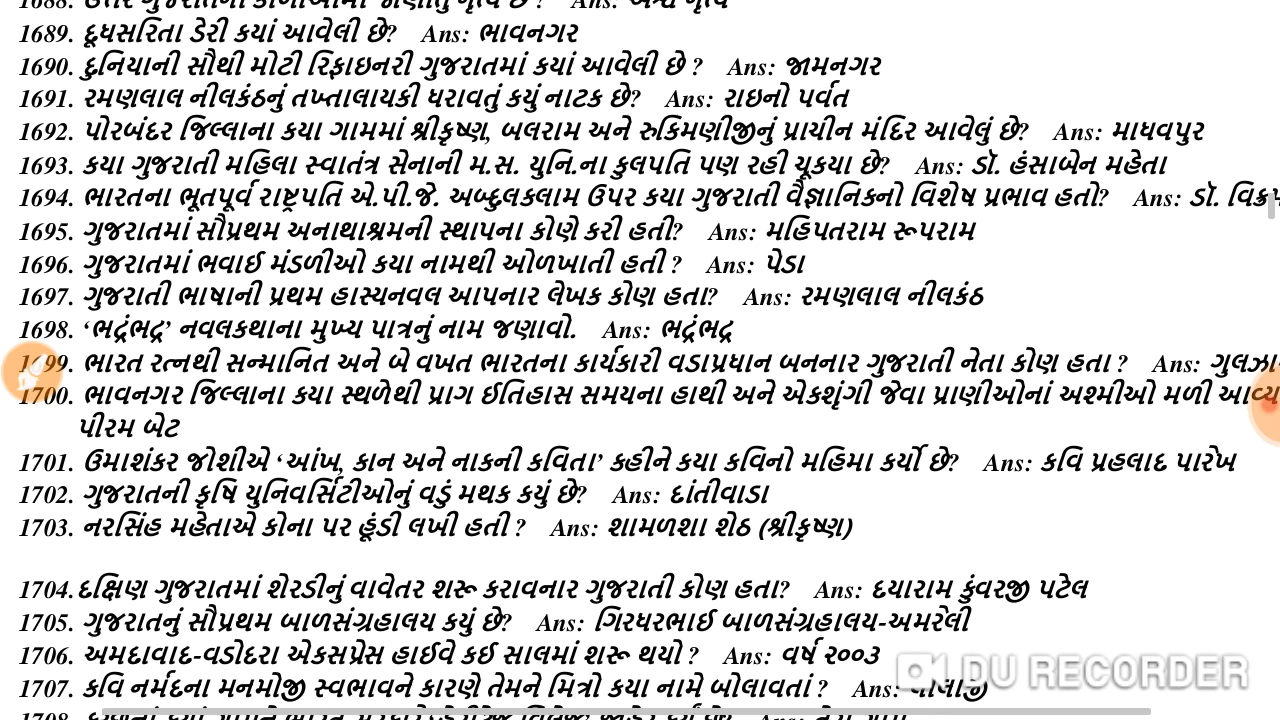 1688. ઉત્તર ગુજરાતના કોળીઓમાં જાણીતું નૃત્ય છે ? Ans: અશ્વ નૃત્ય
1689. દૂધસરિતા ડેરી કયાં આવેલી છે? Ans: ભાવનગર
1690. દુનિયાની સૌથી મોટી રિફાઇનરી ગુજરાતમાં કયાં આવેલી છે ? Ans: જામનગર
1691. રમણલાલ નીલકંઠનું તખ્તાલાયકી ધરાવતું કયું નાટક છે? Ans: રાઇનો પર્વત
1692. પોરબંદર જિલ્લાના કયા ગામમાં શ્રીકૃષ્ણ, બલરામ અને રુકિમણીજીનું પ્રાચીન મંદિર આવેલું છે? Ans: માધવપુર
1693. કયા ગુજરાતી મહિલા સ્વાતંત્ર સેનાની મ.સ. યુનિ.ના કુલપતિ પણ રહી ચૂકયા છે? Ans: ડૉ. હંસાબેન મહેતા
1694. ભારતના ભૂતપૂર્વ રાષ્ટ્રપતિ એ.પી.જે. અબ્દુલકલામ ઉપર કયા ગુજરાતી વૈજ્ઞાનિકનો વિશેષ પ્રભાવ હતો? Ans: ડૉ.
1695. ગુજરાતમાં સૌપ્રથમ અનાથાશ્રમની સ્થાપના કોણે કરી હતી? Ans: મહિપતરામ રૂપરામ
1696. ગુજરાતમાં ભવાઈ મંડળીઓ કયા નામથી ઓળખાતી હતી ? Ans: પેડા
1697. ગુજરાતી ભાષાની પ્રથમ હાસ્યનવલ આપનાર લેખક કોણ હતા? Ans: રમણલાલ નીલકંઠ
1698. ‘ભદ્રંભદ્ર’ નવલકથાના મુખ્ય પાત્રનું નામ જણાવો. Ans: ભદ્રંભદ્ર
1699. ભારત રત્નથી સન્માનિત અને બે વખત ભારતના કાર્યકારી વડાપ્રધાન બનનાર ગુજરાતી નેતા કોણ હતા ? Ans:
1700. ભાવનગર જિલ્લાના કયા સ્થળેથી પ્રાગ ઈતિહાસ સમયના હાથી અને એકશૃંગી જેવા પ્રાણીઓનાં અશ્મીઓ મળી
પીરમ બેટ
1701. ઉમાશંકર જોશીએ ‘આંખ, કાન અને નાકની કવિતા’ કહીને કયા કવિનો મહિમા કર્યો છે? Ans: કવિ પ્રહલાદ પારેખ
1702. ગુજરાતની કૃષિ યુનિવર્સિટીઓનું વડું મથક કયું છે? Ans: દાંતીવાડા
1703. નરસિંહ મહેતાએ કોના પર હૂંડી લખી હતી ? Ans: શામળશા શેઠ (શ્રીકૃષ્ણ)
1704. દક્ષિણ ગુજરાતમાં શેરડીનું વાવેતર શરૂ કરાવનાર ગુજરાતી કોણ હતા? Ans: દયારામ કુંવરજી પટેલ
1705. ગુજરાતનું સૌપ્રથમ બાળસંગ્રહાલય કયું છે? Ans: ગિરધરભાઈ બાળસંગ્રહાલય-અમરેલી
1706. અમદાવાદ-વડોદરા એકસપ્રેસ હાઈવે કઈ સાલમાં શરૂ થયો ? Ans: વર્ષ ૨૦૦૩
1707. કવિ નર્મદના મનમોજી સ્વભાવને કારણે તેમને મિત્રો કયા નામે બોલાવતાં ? Ans: લાલાજી
DU RECORDER